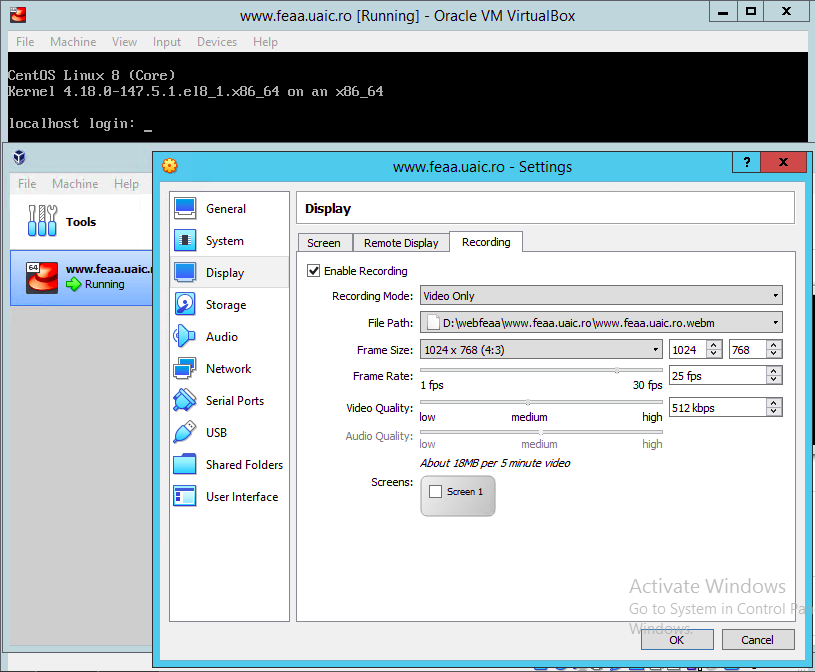 www.feaa.uaic.ro [Running] - Oracle VM VirtualBox
File Machine View Input Devices Help
CentOS Linux 8 (Core)
Kernel 4.18.0-147.5.1.el8_1.x86_64 on an x86_64
localhost login: _
File Machine Help
Tools
64
www.feaa.uaic.r
Running
www.feaa.uaic.ro - Settings
?
General
System
Display
Storage
Audio
Network
Serial Ports
USB
Shared Folders
User Interface
Display
Screen Remote Display Recording
Enable Recording
Recording Mode: Video Only
File Path: D:\webfeaa\www.feaa.uaic.ro\www.feaa.uaic.ro.webm
Frame Size: 1024 x 768 (4:3) 1024 768
Frame Rate: 25 fps
1 fps 30 fps
Video Quality: 512 kbps
low medium high
Audio Quality:
low medium high
About 18MB per 5 minute video
Screens: Screen 1
Activate Windows
Go to System in Control Pa
Windows.
OK Cancel